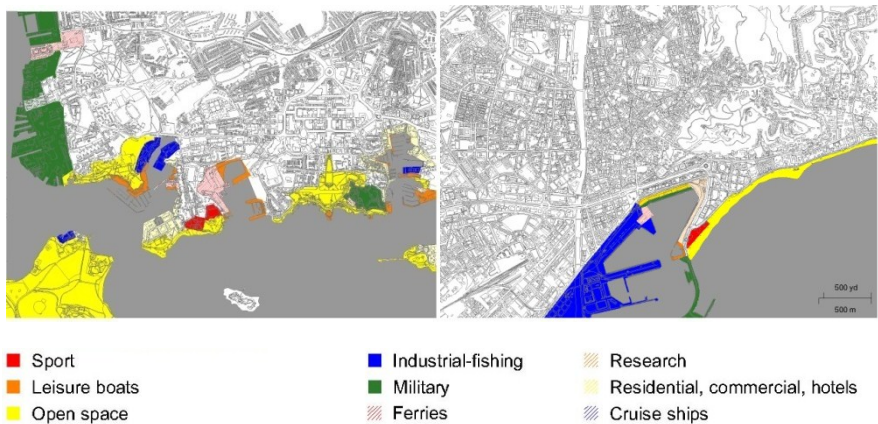 500 yd
500 m
Sport
Industrial-fishing
Research
Leisure boats
Military
Residential, commercial, hotels
Open space
Ferries
Cruise ships